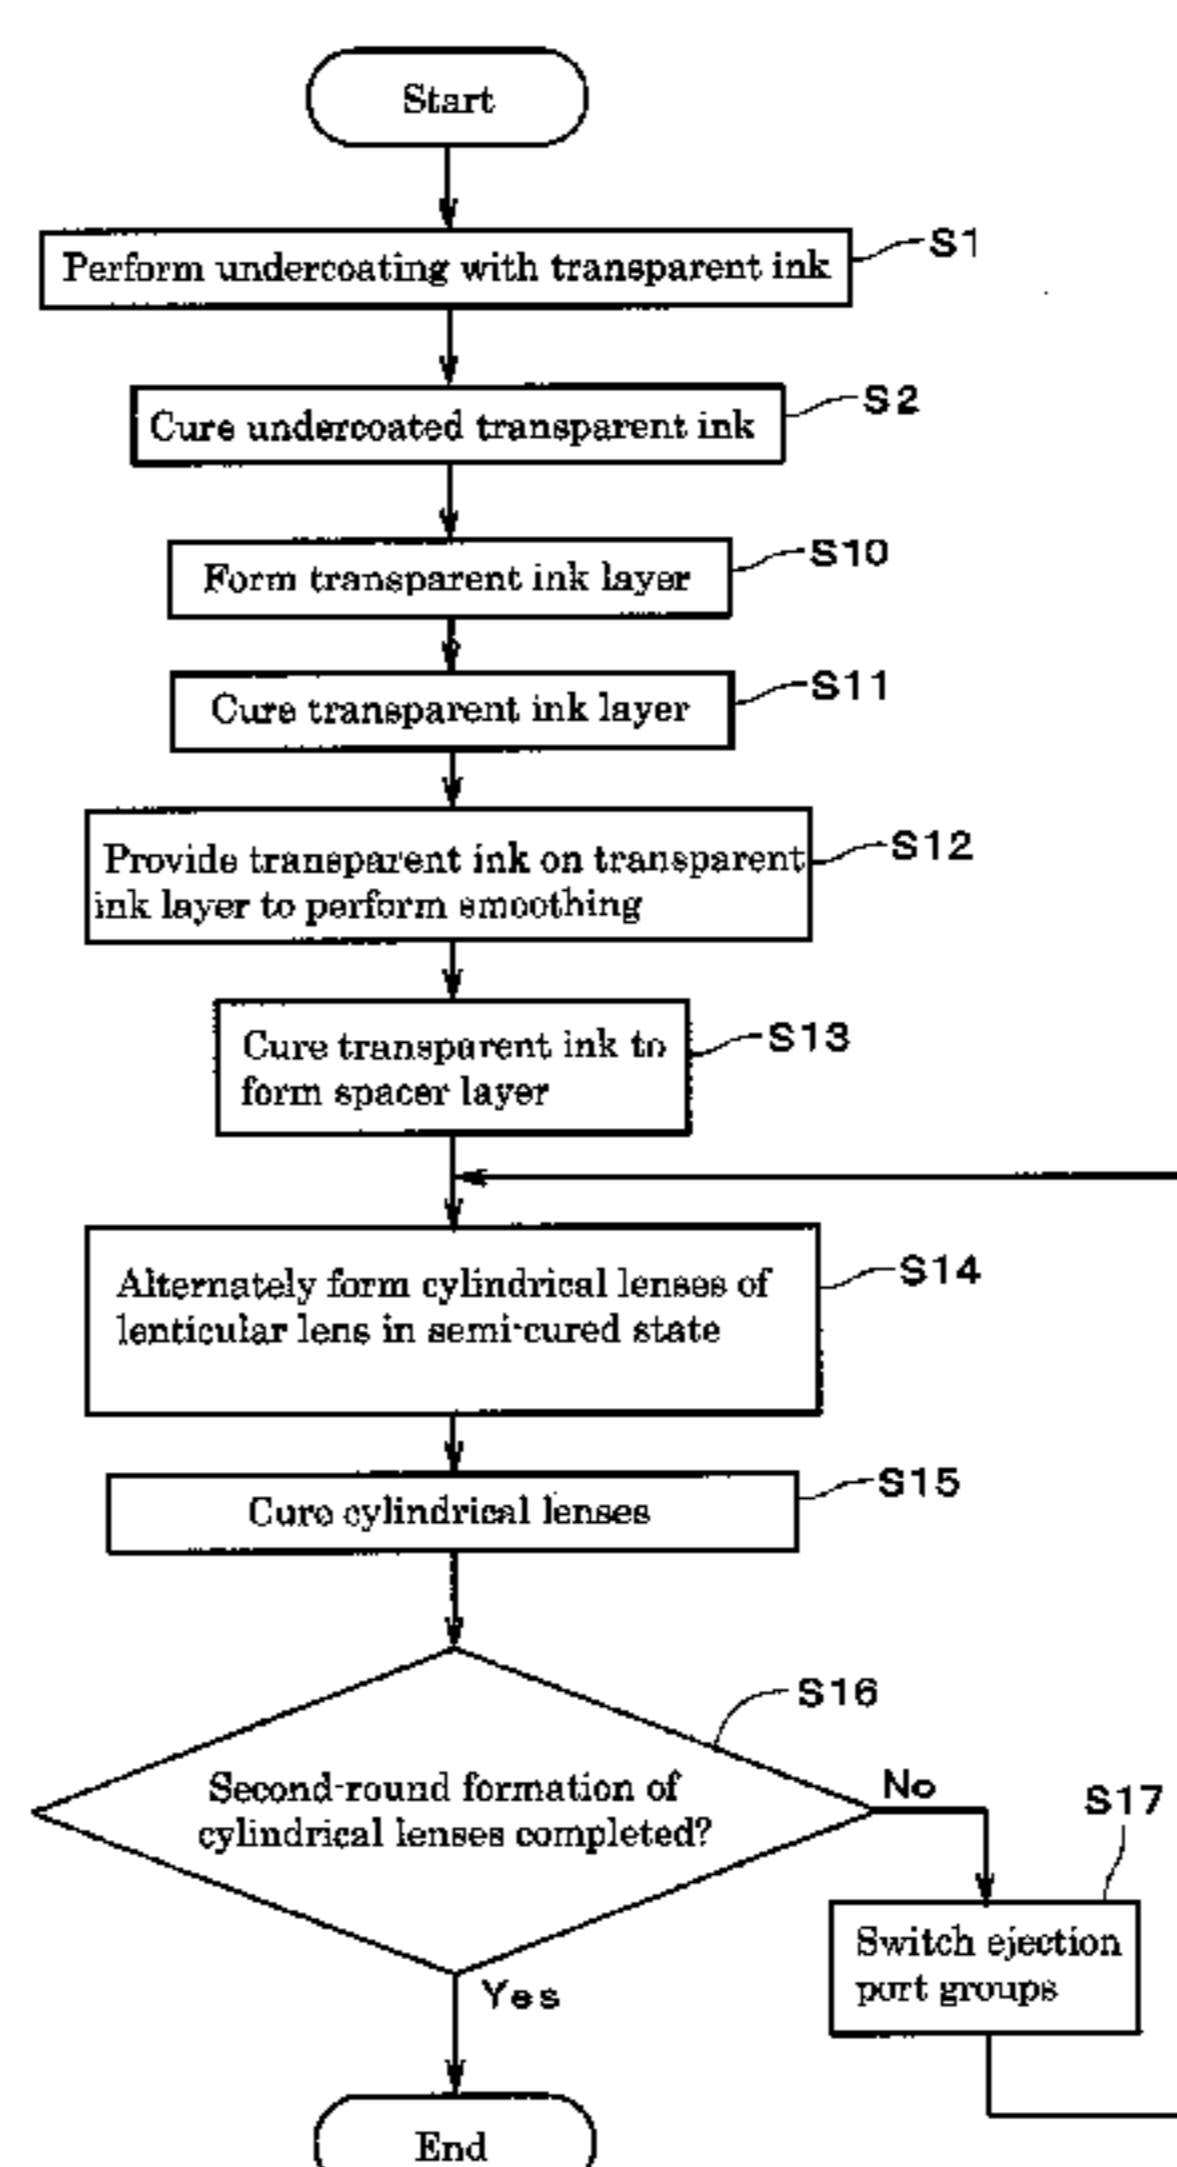 Start
S1
Perform undercoating with transparent ink
S2
Cure undercoated transparent ink
S10
Form transparent ink layer
S11
Cure transparent ink layer
S12
Provide transparent ink on transparent
ink layer to perform smoothing
S13
Cure transparent ink to
form spacer layer
S14
Alternately form cylindrical lenses of
lenticular lens in semi-cured state
S15
Cure cylindrical lenses
S16
Second-round formation of
cylindrical lenses completed?
No
S17
Switch ejection
port groups
Yes
End